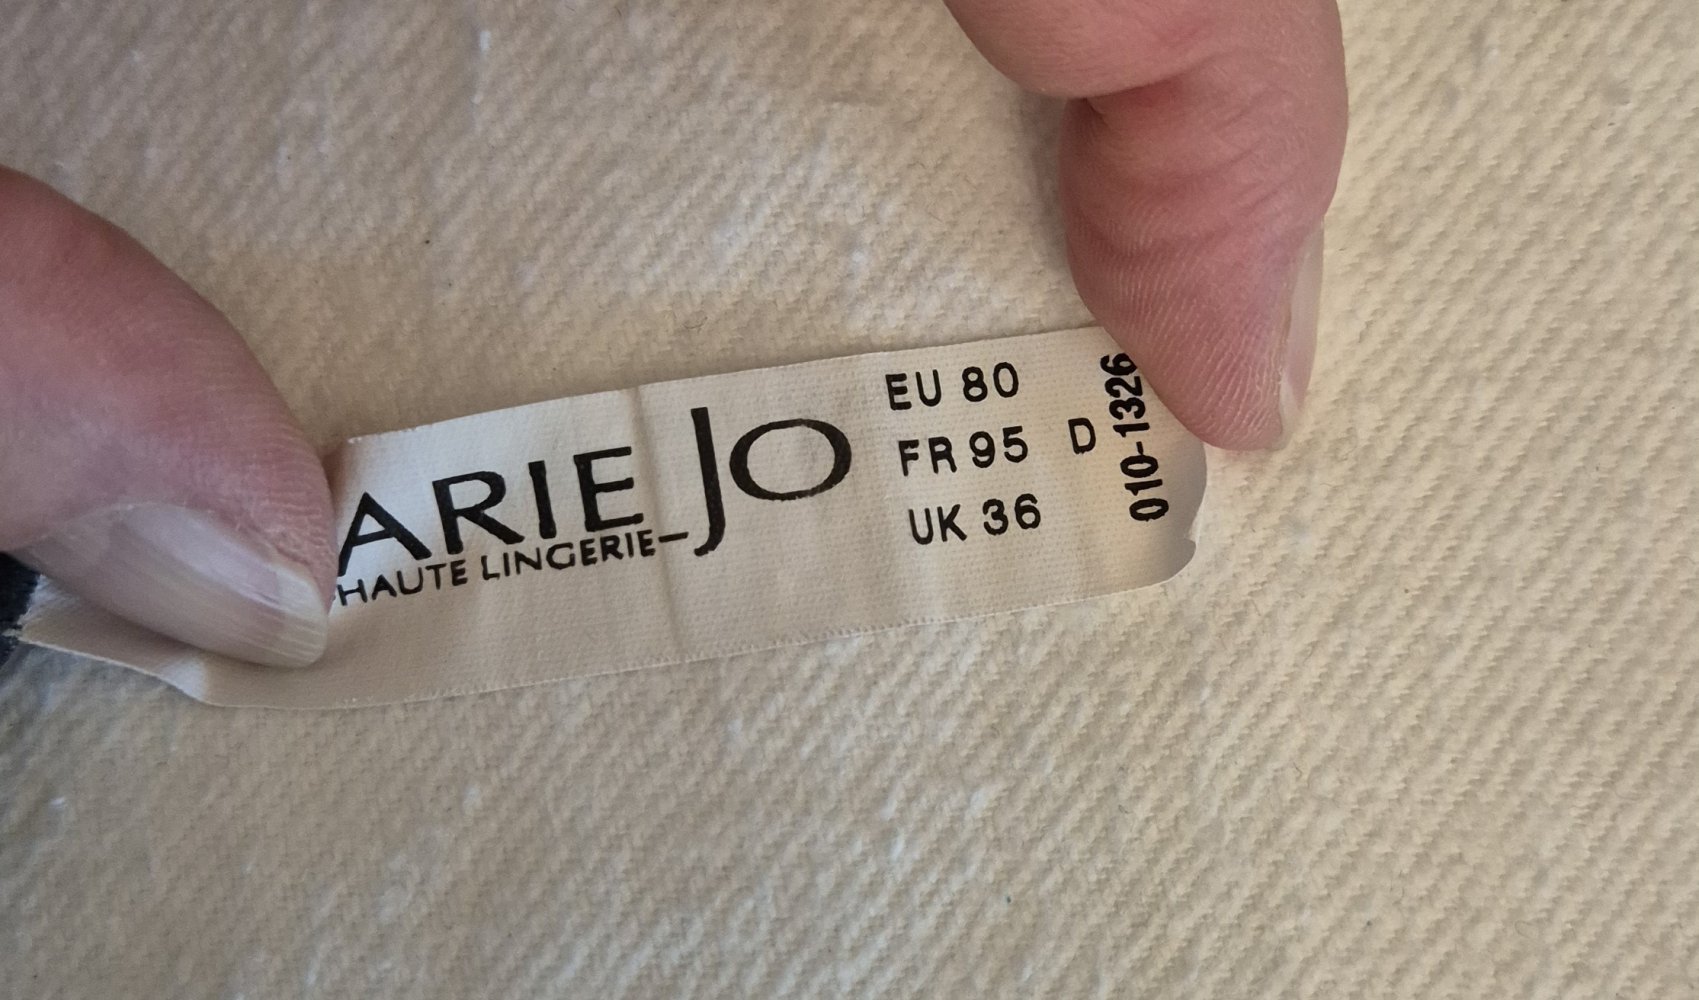 ARIE JO
HAUTE LINGERIE
EU 80
FR 95 D
UK 36
010-1326